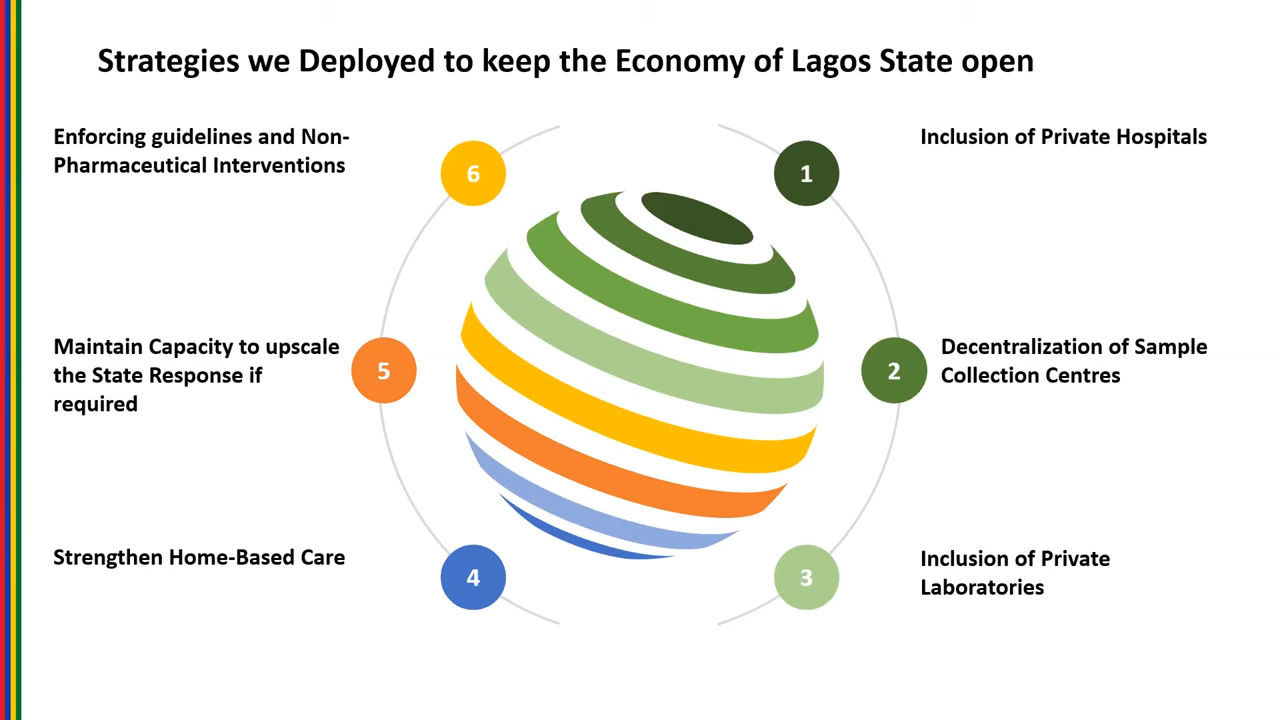 Strategies we Deployed to keep the Economy of Lagos State open
1
Inclusion of Private Hospitals
2
Decentralization of Sample
Collection Centres
3
Inclusion of Private
Laboratories
4
Strengthen Home-Based Care
5
Maintain Capacity to upscale
the State Response if
required
6
Enforcing guidelines and Non-
Pharmaceutical Interventions